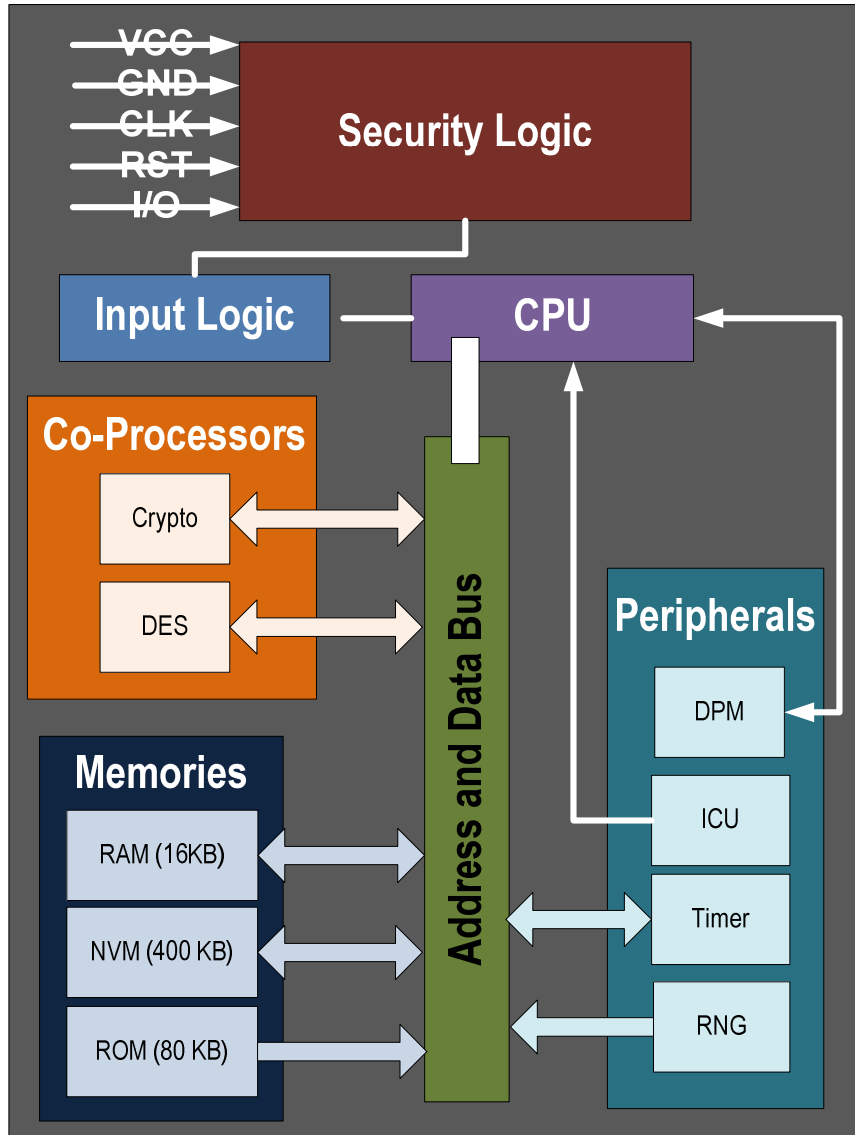 VCC
GND
CLK
RST
I/O
Security Logic
Input Logic
CPU
Co-Processors
Crypto
DES
Address and Data Bus
Peripherals
DPM
ICU
Timer
RNG
Memories
RAM (16KB)
NVM (400 KB)
ROM (80 KB)